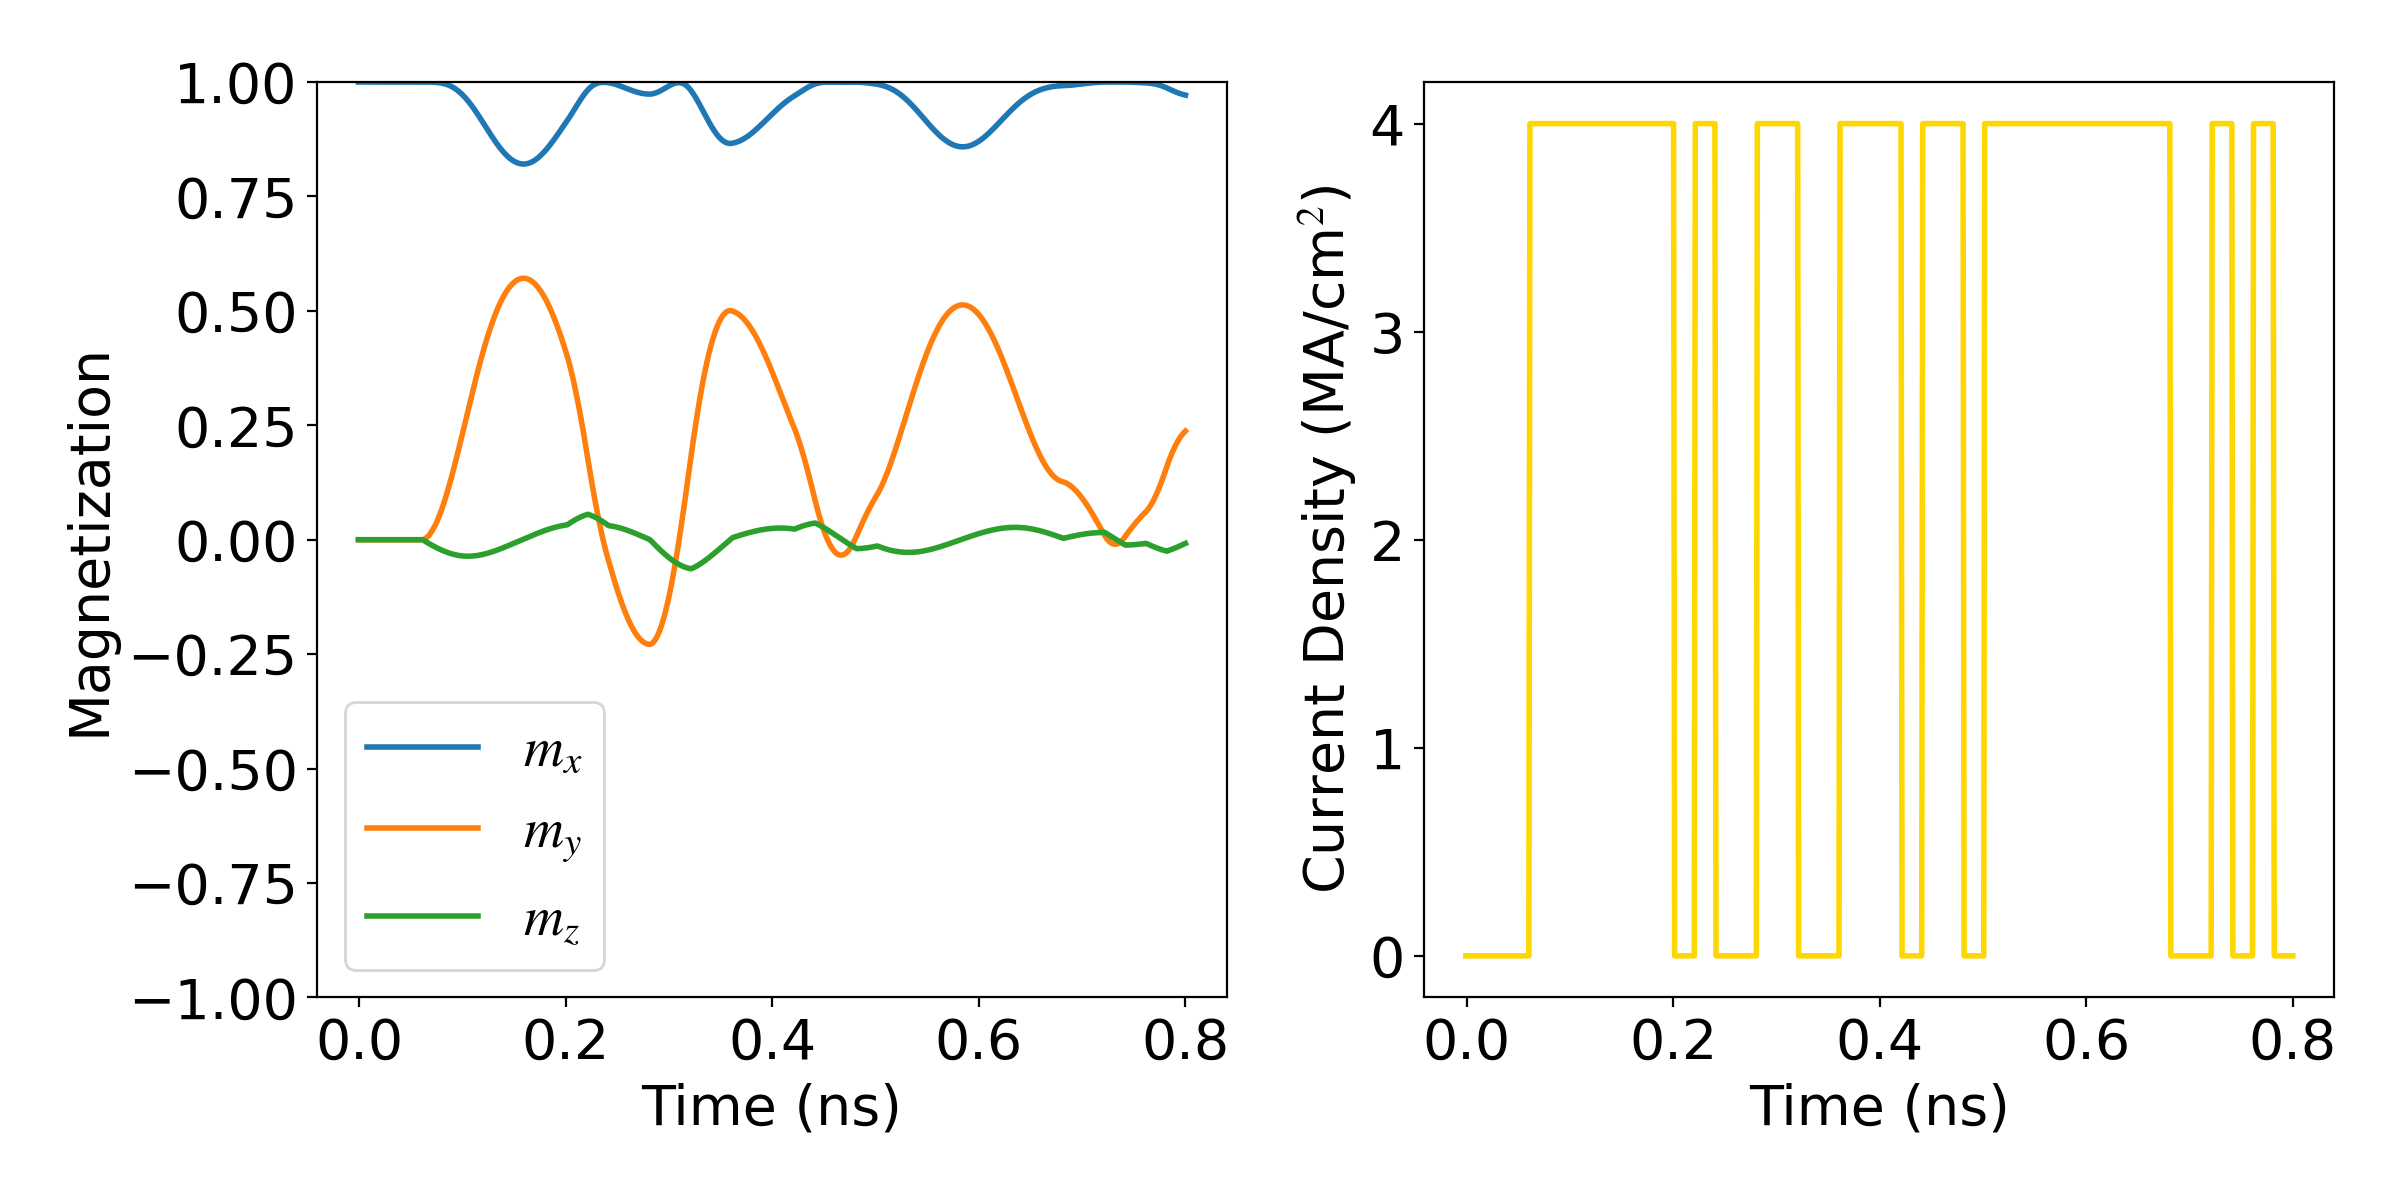 1.00
0.75
0.50
0.25
0.00
−0.25
−0.50
−0.75
−1.00
Magnetization
m_x
m_y
m_z
0.0 0.2 0.4 0.6 0.8
Time (ns)
4
3
2
1
0
Current Density (MA/cm²)
0.0 0.2 0.4 0.6 0.8
Time (ns)